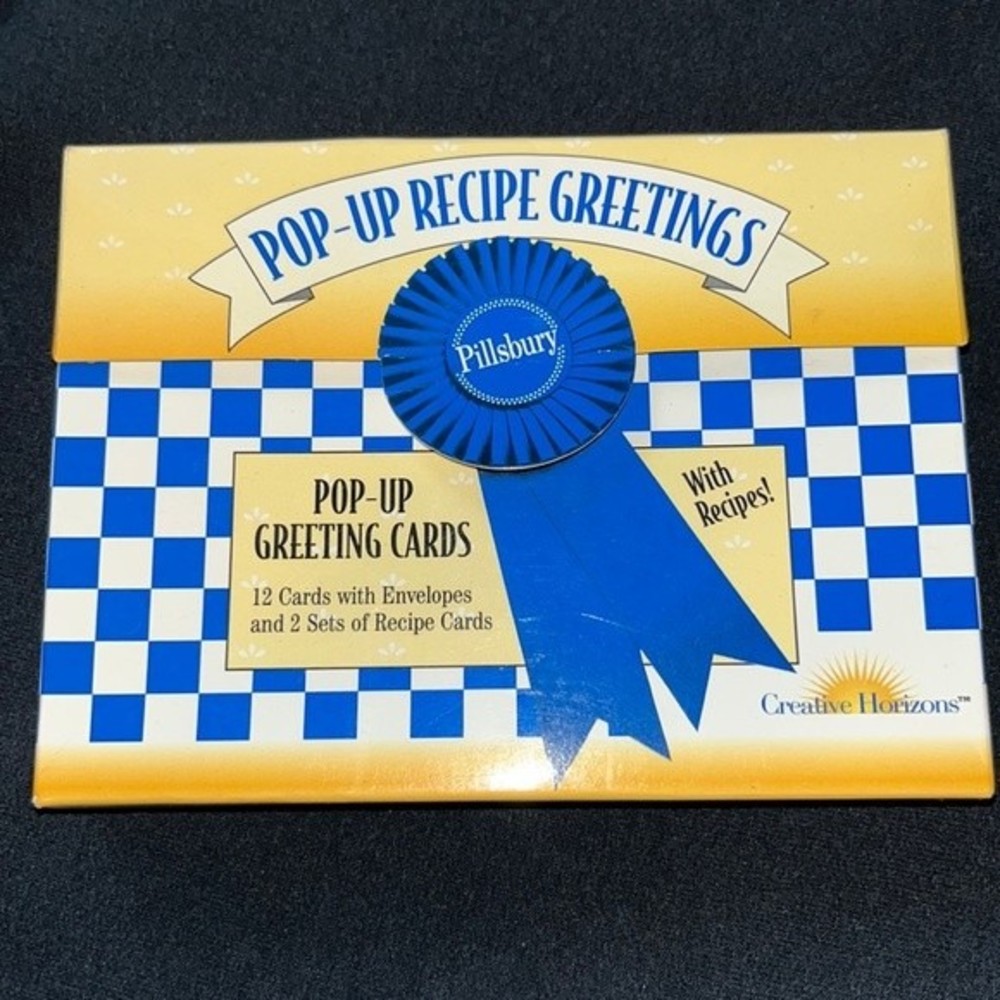 POP-UP RECIPE GREETINGS
Pillsbury
POP-UP
GREETING CARDS
12 Cards with Envelopes
and 2 Sets of Recipe Cards
With
Recipes!
Creative Horizons™